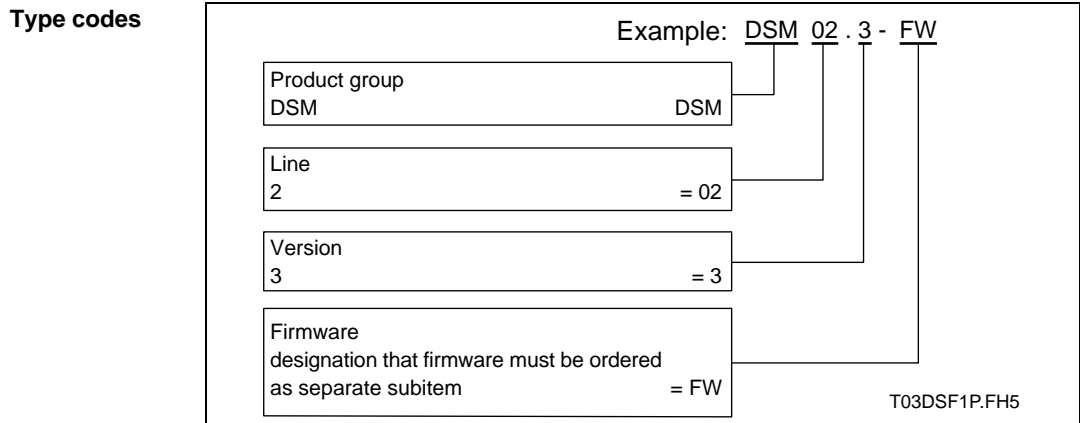 Type codes
Example: DSM 02 . 3 - FW
Product group
DSM DSM
Line
2 = 02
Version
3 = 3
Firmware
designation that firmware must be ordered
as separate subitem = FW
T03DSF1P.FH5